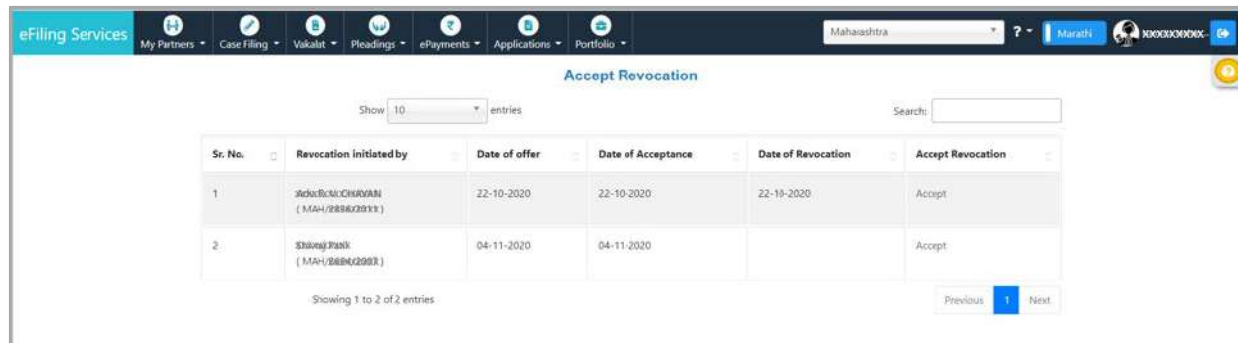 eFiling Services
My Partners Case Filing Vakalat Pleadings ePayments Applications Portfolio
Maharashtra ? Marathi
Accept Revocation
Show 10 entries Search:
Sr. No. Revocation initiated by Date of offer Date of Acceptance Date of Revocation Accept Revocation
1 CHAVAN 22-10-2020 22-10-2020 22-10-2020 Accept
( MAH/
2 04-11-2020 04-11-2020 Accept
( MAH/
Showing 1 to 2 of 2 entries Previous 1 Next